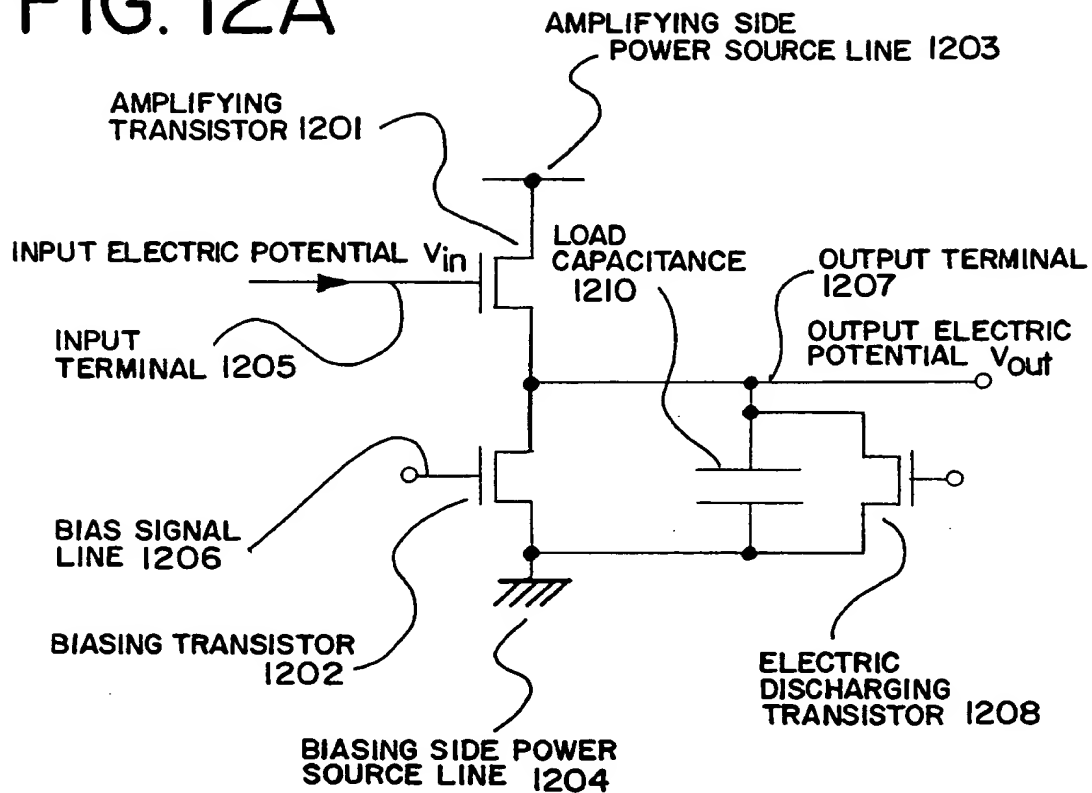 FIG. 12A
AMPLIFYING SIDE
POWER SOURCE LINE 1203
AMPLIFYING
TRANSISTOR 1201
INPUT ELECTRIC POTENTIAL Vin
LOAD
CAPACITANCE
1210
OUTPUT TERMINAL
1207
INPUT
TERMINAL 1205
OUTPUT ELECTRIC
POTENTIAL Vout
BIAS SIGNAL
LINE 1206
BIASING TRANSISTOR
1202
ELECTRIC
DISCHARGING
TRANSISTOR 1208
BIASING SIDE POWER
SOURCE LINE 1204